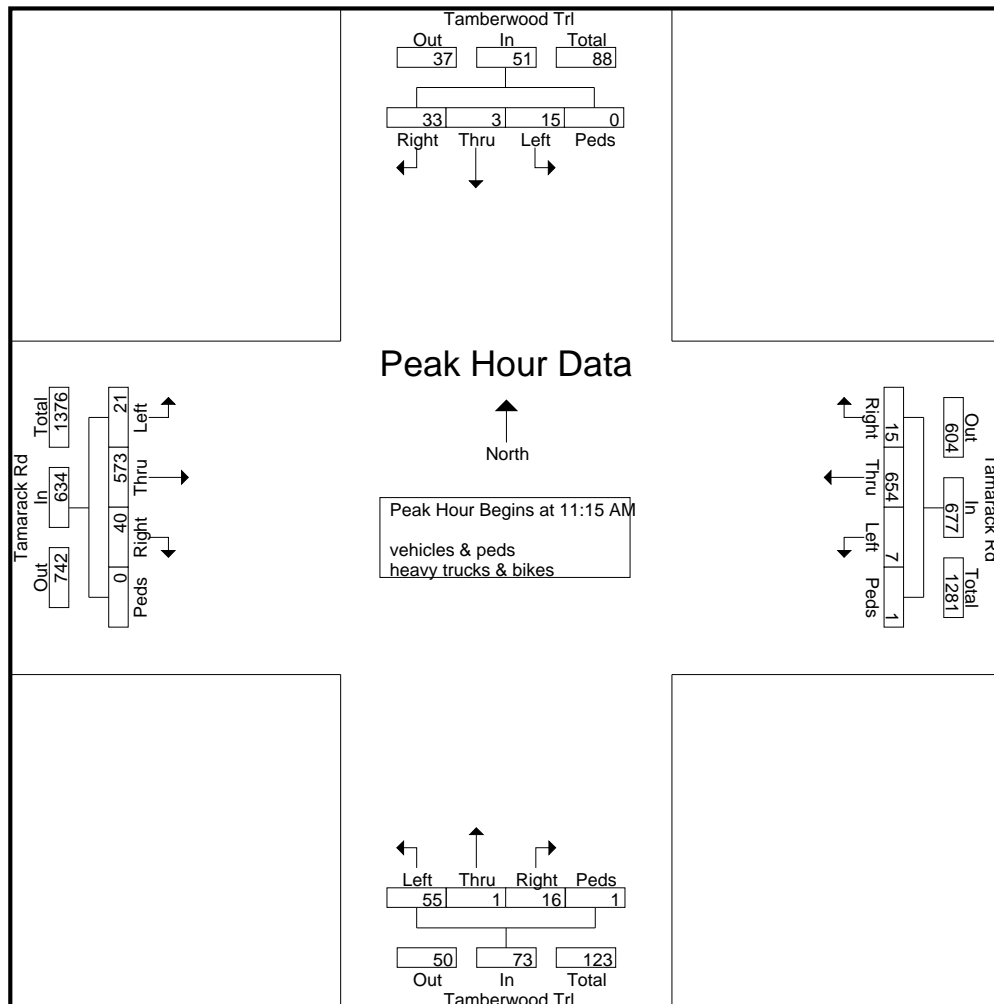 Tamberwood Trl
Out In Total
37 51 88
33 3 15 0
Right Thru Left Peds
Peak Hour Data
North
Peak Hour Begins at 11:15 AM
vehicles & peds
heavy trucks & bikes
Tamarack Rd
Out In Total
742 634 1376
Left Thru Right Peds
21 573 40 0
Tamarack Rd
Out In Total
604 677 1281
Right Thru Left Peds
15 654 7 1
Left Thru Right Peds
55 1 16 1
50 73 123
Out In Total
Tamberwood Trl